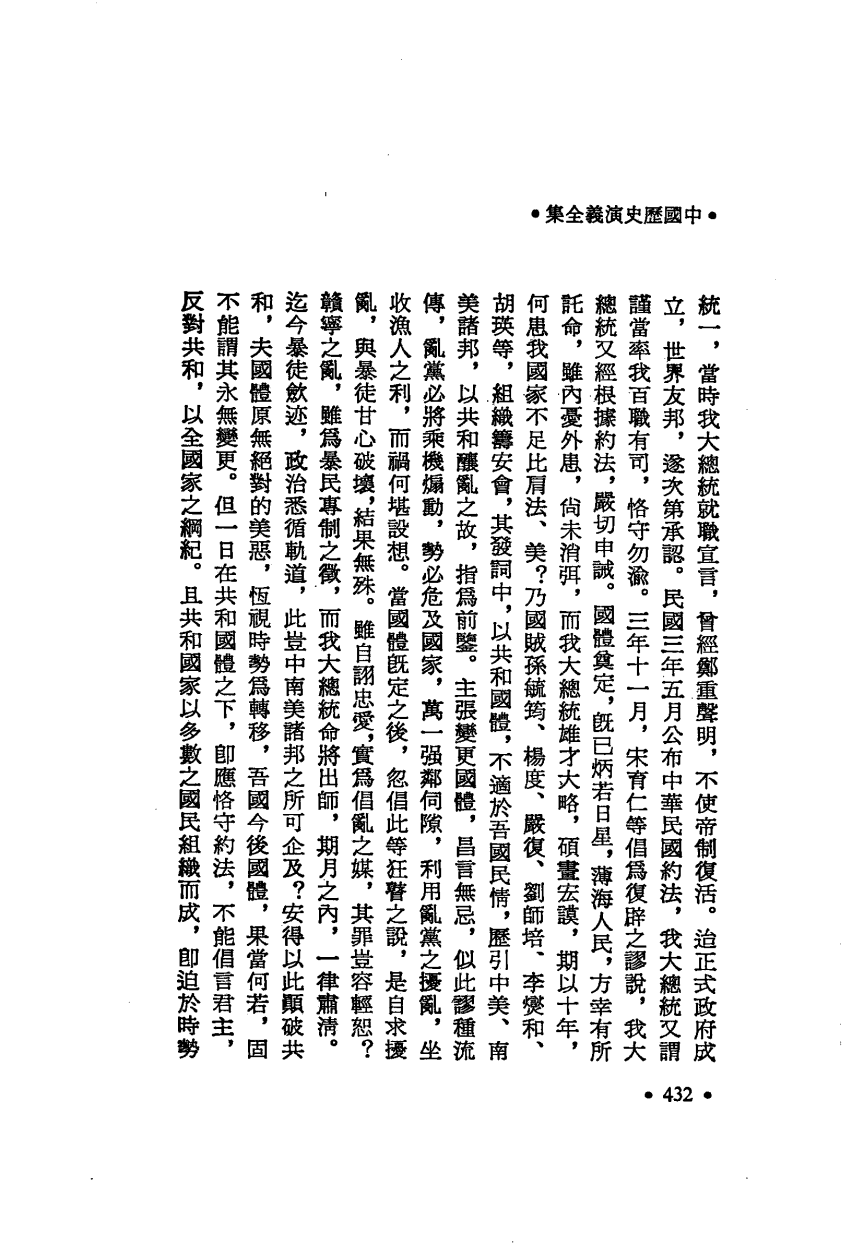 •中國歷史演義全集•
統一，當時我大總統就職宣言，曾經鄭重聲明，不使帝制復活。迨正式政府成
立，世界友邦，遂次第承認。民國三年五月公布中華民國約法，我大總統又謂
謹當率我百職有司，恪守勿渝。三年十一月，宋育仁等倡爲復辟之謬說，我大
總統又經根據約法，嚴切申誡。國體奠定，旣已炳若日星，薄海人民，方幸有所
託命，雖內憂外患，尙未消弭，而我大總統雄才大略，碩畫宏謨，期以十年，
何患我國家不足比肩法、美？乃國賊孫毓筠、楊度、嚴復、劉師培、李燮和、
胡瑛等，組織籌安會，其發詞中，以共和國體，不適於吾國民情，歷引中美、南
美諸邦，以共和釀亂之故，指爲前鑒。主張變更國體，昌言無忌，似此謬種流
傳，亂黨必將乘機煽動，勢必危及國家，萬一强鄰伺隙，利用亂黨之擾亂，坐
收漁人之利，而禍何堪設想。當國體旣定之後，忽倡此等狂瞽之說，是自求擾
亂，與暴徒甘心破壞，結果無殊。雖自詡忠愛，實爲倡亂之媒，其罪豈容輕恕？
贛寧之亂，雖爲暴民專制之徵，而我大總統命將出師，期月之內，一律肅淸。
迄今暴徒斂迹，政治悉循軌道，此豈中南美諸邦之所可企及？安得以此顚破共
和，夫國體原無絕對的美惡，恆視時勢爲轉移，吾國今後國體，果當何若，固
不能謂其永無變更。但一日在共和國體之下，卽應恪守約法，不能倡言君主，
反對共和，以全國家之綱紀。且共和國家以多數之國民組織而成，卽迫於時勢
•432•